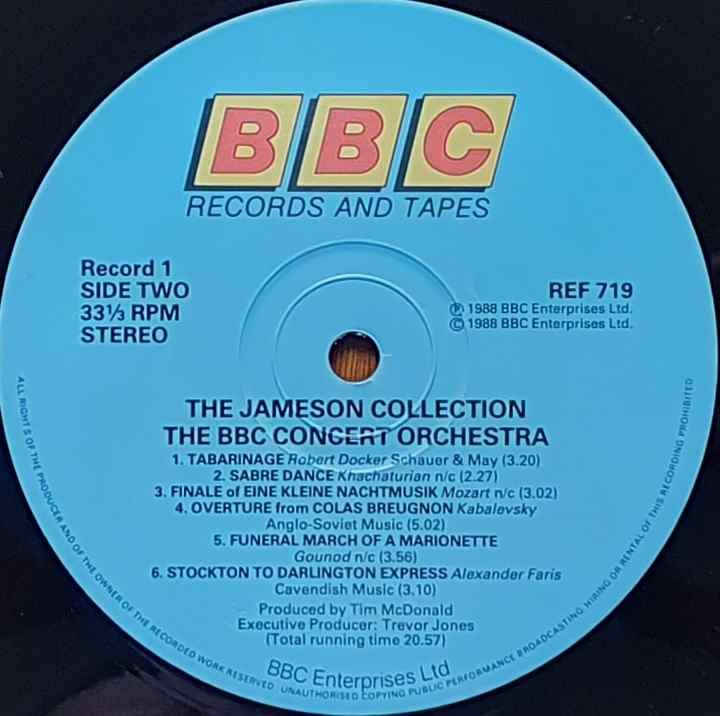 BBC
RECORDS AND TAPES
Record 1
SIDE TWO
33⅓ RPM
STEREO
REF 719
Ⓟ 1988 BBC Enterprises Ltd.
© 1988 BBC Enterprises Ltd.
THE JAMESON COLLECTION
THE BBC CONCERT ORCHESTRA
1. TABARINAGE Robert Docker Schauer & May (3.20)
2. SABRE DANCE Khachaturian n/c (2.27)
3. FINALE of EINE KLEINE NACHTMUSIK Mozart n/c (3.02)
4. OVERTURE from COLAS BREUGNON Kabalevsky
Anglo-Soviet Music (5.02)
5. FUNERAL MARCH OF A MARIONETTE
Gounod n/c (3.56)
6. STOCKTON TO DARLINGTON EXPRESS Alexander Faris
Cavendish Music (3.10)
Produced by Tim McDonald
Executive Producer: Trevor Jones
(Total running time 20.57)
BBC Enterprises Ltd
ALL RIGHTS OF THE PRODUCER AND OF THE OWNER OF THE RECORDED WORK RESERVED UNAUTHORISED COPYING PUBLIC PERFORMANCE BROADCASTING HIRING OR RENTAL OF THIS RECORDING PROHIBITED